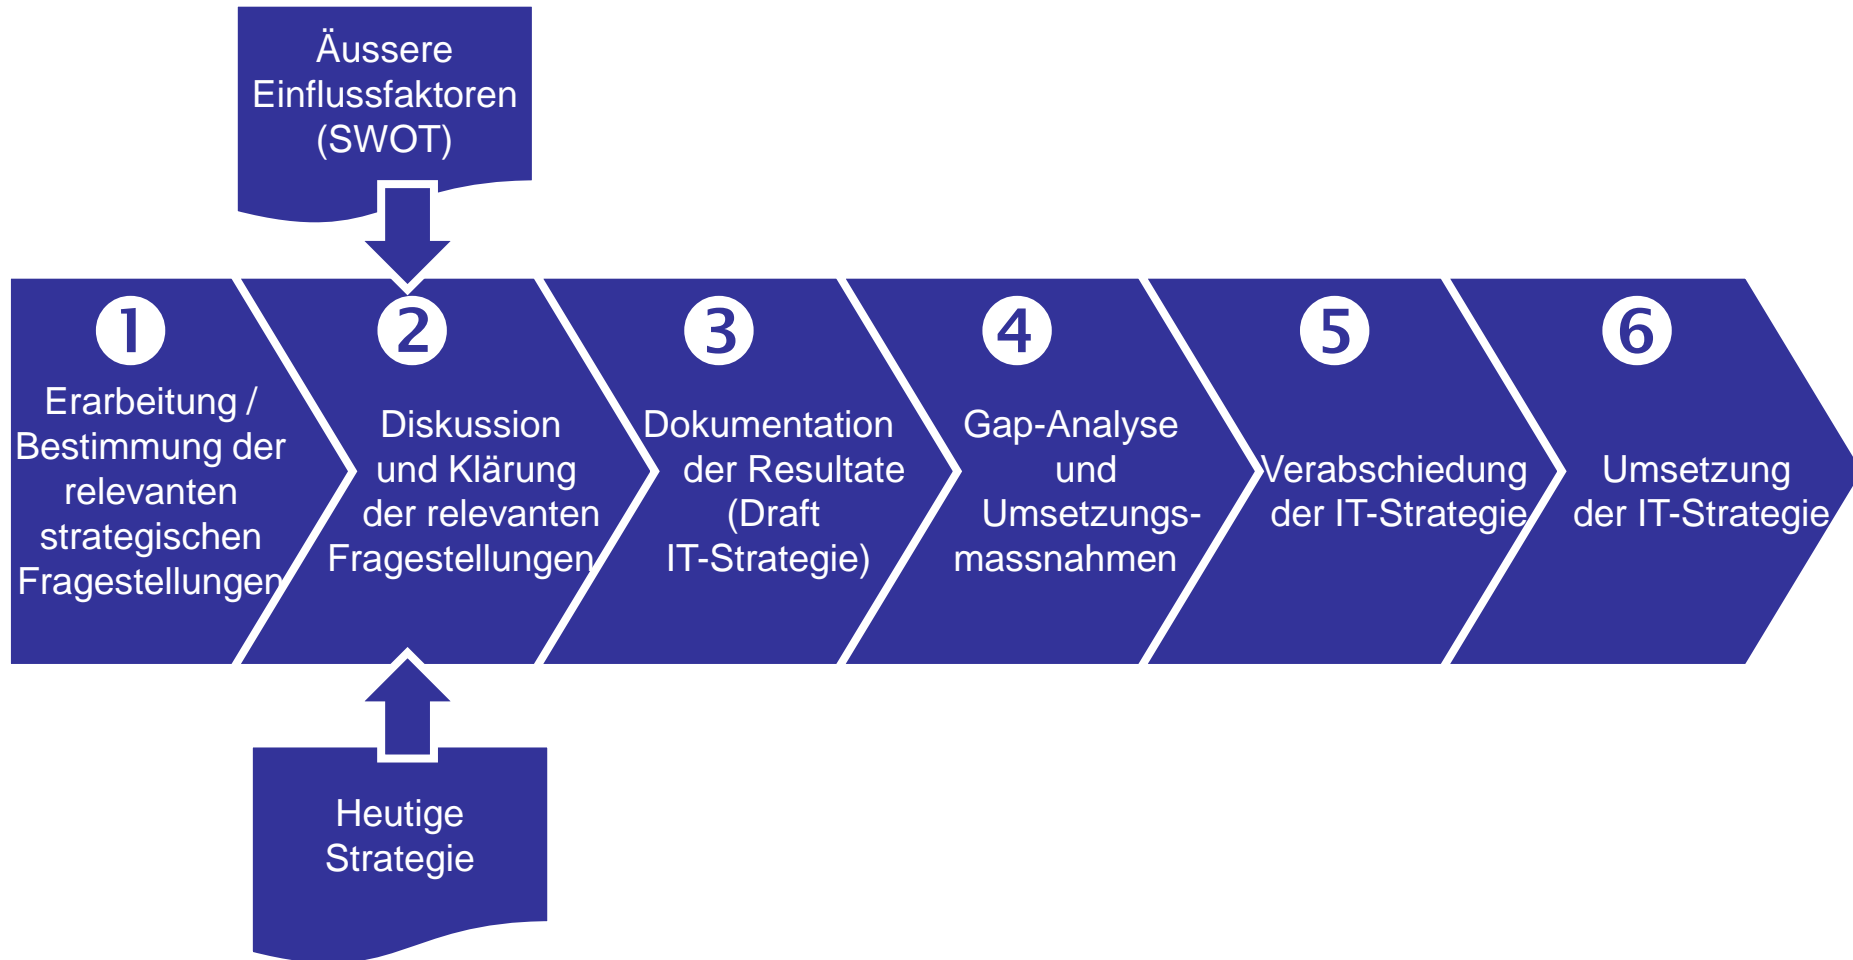 Äussere
Einflussfaktoren
(SWOT)
1
Erarbeitung /
Bestimmung der
relevanten
strategischen
Fragestellungen
2
Diskussion
und Klärung
der relevanten
Fragestellungen
3
Dokumentation
der Resultate
(Draft
IT-Strategie)
4
Gap-Analyse
und
Umsetzungs-
massnahmen
5
Verabschiedung
der IT-Strategie
6
Umsetzung
der IT-Strategie
Heutige
Strategie